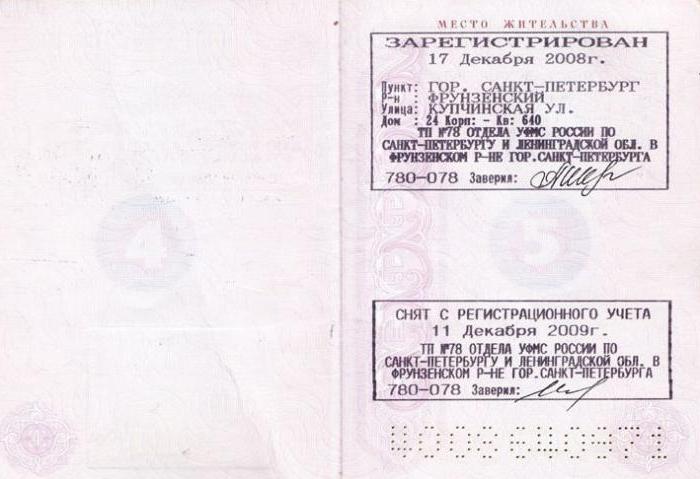 МЕСТО ЖИТЕЛЬСТВА
ЗАРЕГИСТРИРОВАН
17 Декабря 2008г.
Пункт: ГОР. САНКТ-ПЕТЕРБУРГ
Р-н : ФРУНЗЕНСКИЙ
Улица: КУПЧИНСКАЯ УЛ.
Дом : 24 Корп: - Кв: 640
ТП №78 ОТДЕЛА УФМС РОССИИ ПО
САНКТ-ПЕТЕРБУРГУ И ЛЕНИНГРАДСКОЙ ОБЛ. В
ФРУНЗЕНСКОМ Р-НЕ ГОР.САНКТ-ПЕТЕРБУРГА
780-078 Заверил:
4
5
СНЯТ С РЕГИСТРАЦИОННОГО УЧЕТА
11 Декабря 2009г.
ТП №78 ОТДЕЛА УФМС РОССИИ ПО
САНКТ-ПЕТЕРБУРГУ И ЛЕНИНГРАДСКОЙ ОБЛ. В
ФРУНЗЕНСКОМ Р-НЕ ГОР.САНКТ-ПЕТЕРБУРГА
780-078 Заверил: